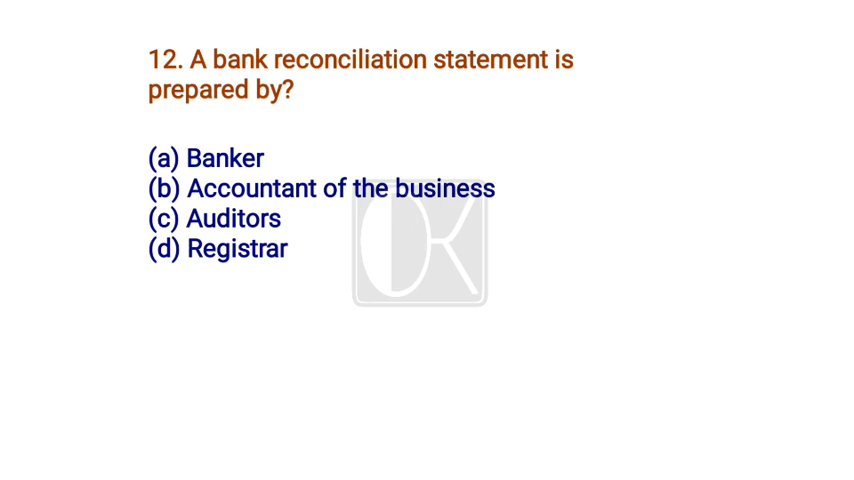 12. A bank reconciliation statement is
prepared by?
(a) Banker
(b) Accountant of the business
(c) Auditors
(d) Registrar